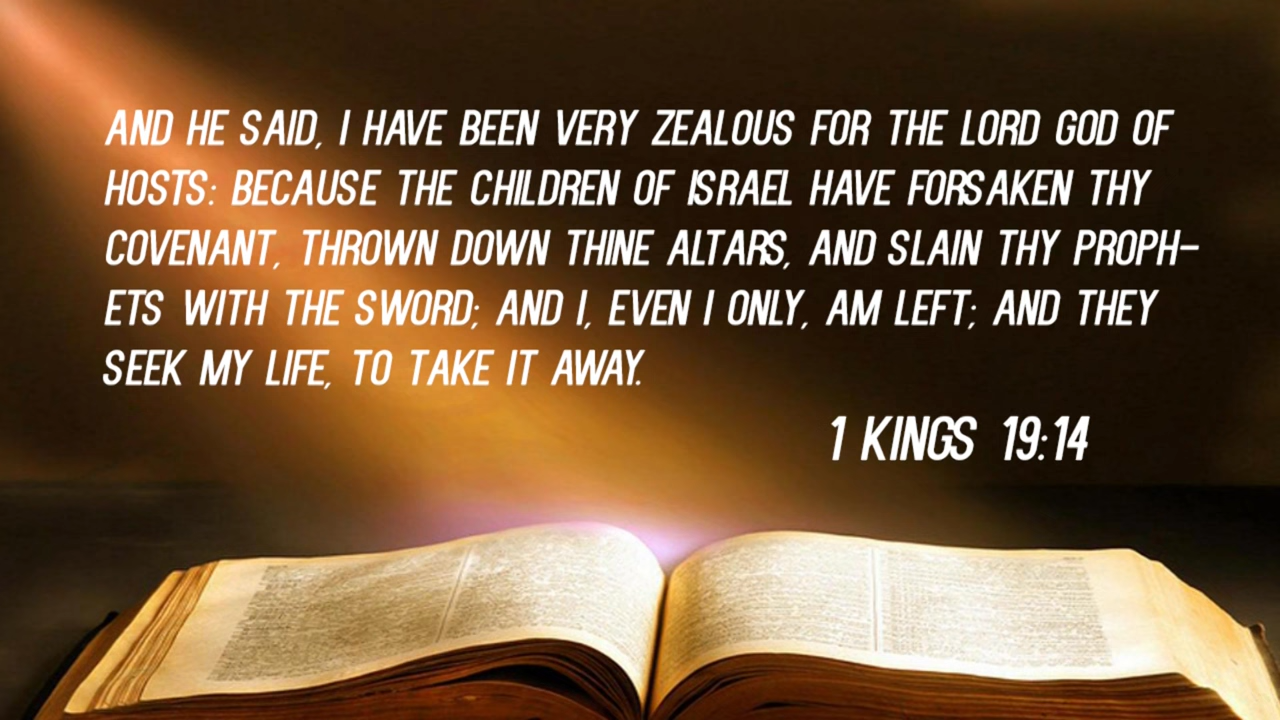 AND HE SAID, I HAVE BEEN VERY ZEALOUS FOR THE LORD GOD OF
HOSTS: BECAUSE THE CHILDREN OF ISRAEL HAVE FORSAKEN THY
COVENANT, THROWN DOWN THINE ALTARS, AND SLAIN THY PROPH-
ETS WITH THE SWORD; AND I, EVEN I ONLY, AM LEFT; AND THEY
SEEK MY LIFE, TO TAKE IT AWAY.
1 KINGS 19:14